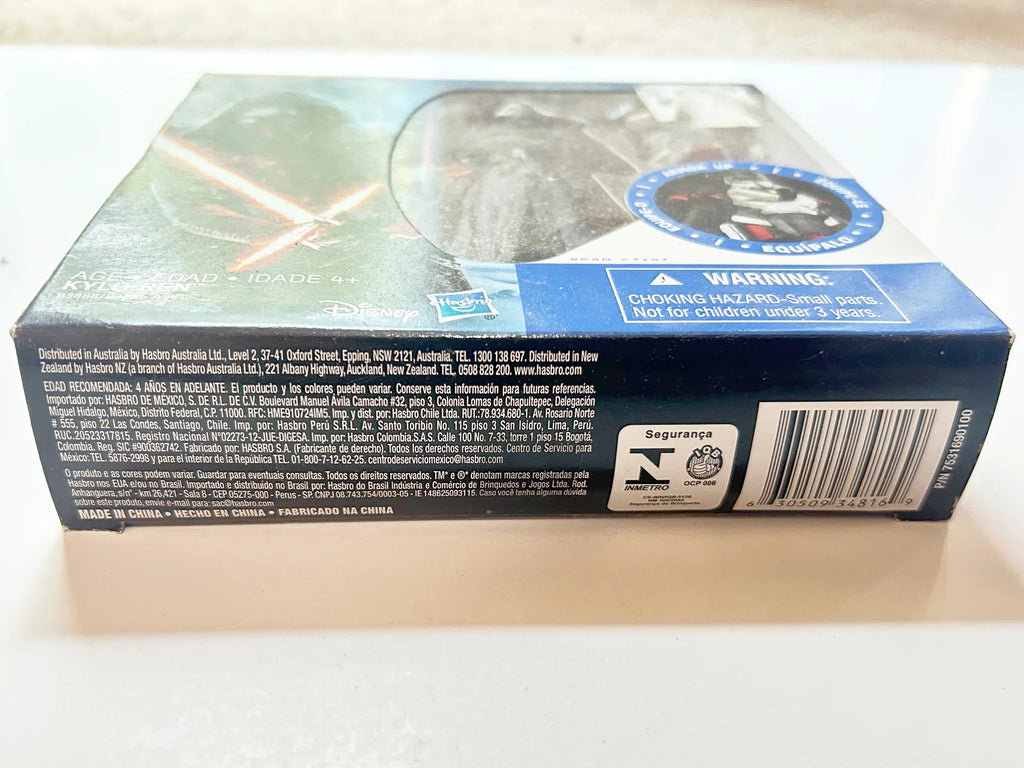 ARMOR UP
EQUÍPALO
AGE • EDAD • IDADE 4+
KYLO REN
Disney
Hasbro
WARNING:
CHOKING HAZARD-Small parts.
Not for children under 3 years.
Distributed in Australia by Hasbro Australia Ltd., Level 2, 37-41 Oxford Street, Epping, NSW 2121, Australia. TEL. 1300 138 697. Distributed in New
Zealand by Hasbro NZ (a branch of Hasbro Australia Ltd.), 221 Albany Highway, Auckland, New Zealand. TEL. 0508 828 200. www.hasbro.com
EDAD RECOMENDADA: 4 AÑOS EN ADELANTE. El producto y los colores pueden variar. Conserve esta información para futuras referencias.
Importado por: HASBRO DE MEXICO, S. DE R.L. DE C.V. Boulevard Manuel Ávila Camacho #32, piso 3, Colonia Lomas de Chapultepec, Delegación
Miguel Hidalgo, México, Distrito Federal, C.P. 11000. RFC: HME910724IM5. Imp. y dist. por: Hasbro Chile Ltda. RUT:78.934.680-1. Av. Rosario Norte
# 555, piso 22 Las Condes. Santiago, Chile. Imp. por: Hasbro Perú S.R.L. Av. Santo Toribio No. 115 piso 3 San Isidro, Lima, Perú.
RUC.20523317815. Registro Nacional N°02273-12-JUE-DIGESA. Imp. por: Hasbro Colombia.S.A.S. Calle 100 No. 7-33, torre 1 piso 15 Bogotá,
Colombia. Reg. SIC #900362742. Fabricado por: HASBRO S.A. (Fabricante de derecho). Todos los derechos reservados. Centro de Servicio para
México: TEL. 5876-2998 y para el interior de la República TEL. 01-800-7-12-62-25. centrodeserviciomexico@hasbro.com
O produto e as cores podem variar. Guardar para eventuais consultas. Todos os direitos reservados. TM* e ®* denotam marcas registradas pela
Hasbro nos EUA e/ou no Brasil. Importado e distribuído no Brasil por: Hasbro do Brasil Indústria e Comércio de Brinquedos e Jogos Ltda. Rod.
Anhanguera, s/n° - km 26,421 - Sala 8 - CEP 05275-000 - Perus - SP. CNPJ 08.743.754/0003-05 - IE 148625093115. Caso você tenha alguma dúvida
sobre este produto, envie e-mail para: sac@hasbro.com
MADE IN CHINA • HECHO EN CHINA • FABRICADO NA CHINA
Segurança
INMETRO
IQB
OCP 006
6 30509 34816 9
P/N 7531690100